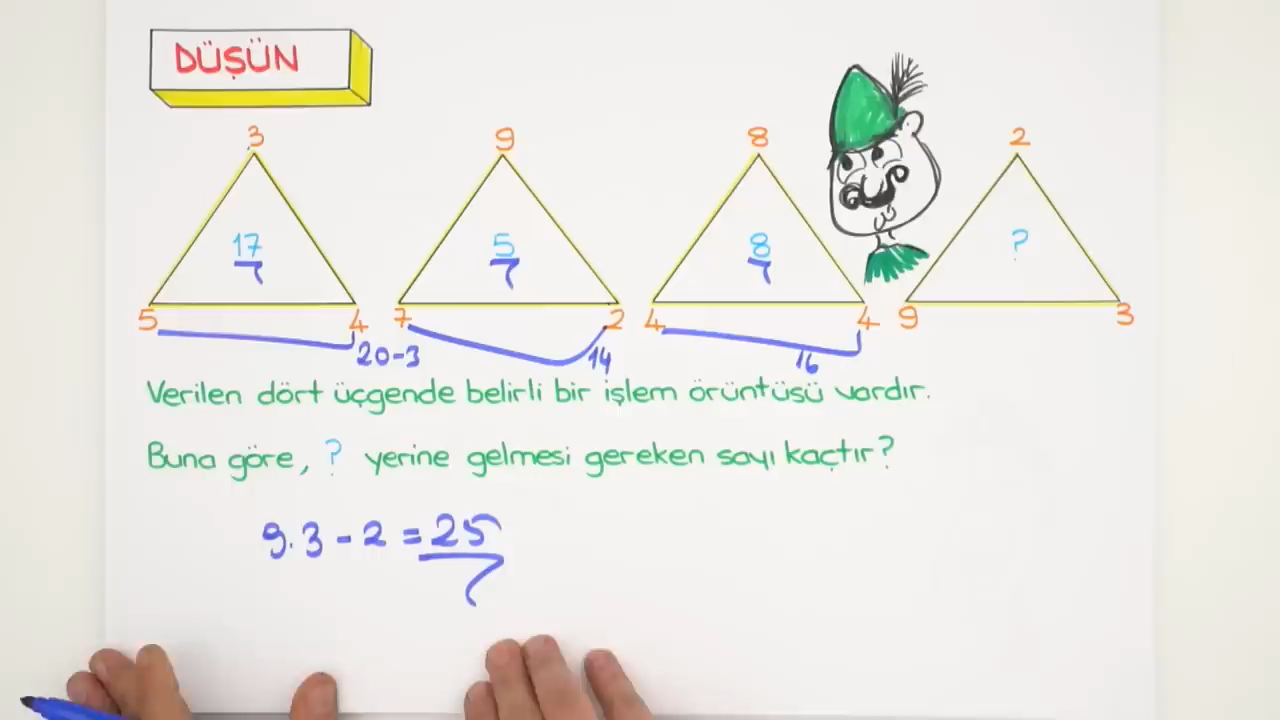 DÜŞÜN
3 9 8 2
17 5 8 ?
5 4 7 2 4 4 9 3
20-3 14 16
Verilen dört üçgende belirli bir işlem örüntüsü vardır.
Buna göre, ? yerine gelmesi gereken sayı kaçtır?
9.3-2=25